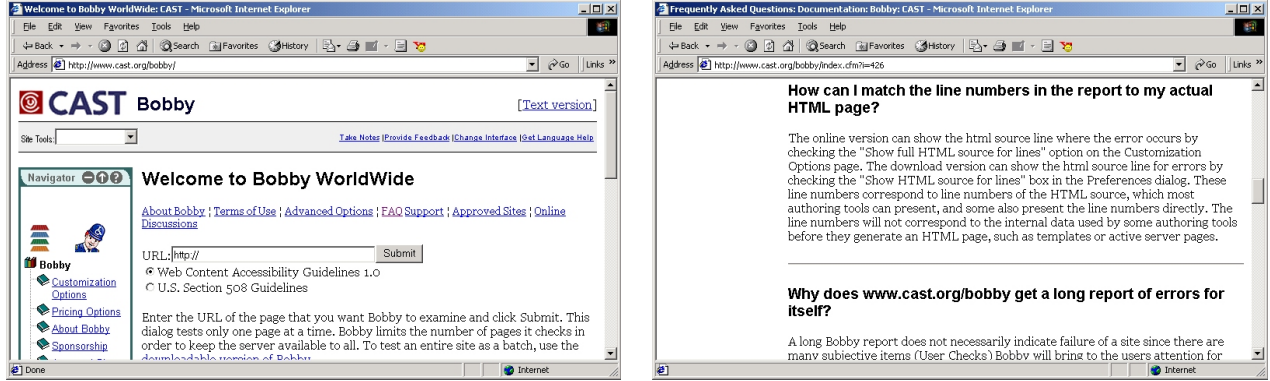 Welcome to Bobby WorldWide: CAST - Microsoft Internet Explorer
File Edit View Favorites Tools Help
Back Search Favorites History
Address http://www.cast.org/bobby/ Go Links »
CAST Bobby [Text version]
Site Tools: Take Notes |Provide Feedback |Change Interface |Get Language Help
Navigator
Bobby
Customization
Options
Pricing Options
About Bobby
Sponsorship
Welcome to Bobby WorldWide
About Bobby ¦ Terms of Use ¦ Advanced Options ¦ FAQ Support ¦ Approved Sites ¦ Online
Discussions
URL: http:// Submit
Web Content Accessibility Guidelines 1.0
U.S. Section 508 Guidelines
Enter the URL of the page that you want Bobby to examine and click Submit. This
dialog tests only one page at a time. Bobby limits the number of pages it checks in
order to keep the server available to all. To test an entire site as a batch, use the
downloadable version of Bobby
Done Internet
Frequently Asked Questions: Documentation: Bobby: CAST - Microsoft Internet Explorer
File Edit View Favorites Tools Help
Back Search Favorites History
Address http://www.cast.org/bobby/index.cfm?i=426 Go Links »
How can I match the line numbers in the report to my actual
HTML page?
The online version can show the html source line where the error occurs by
checking the "Show full HTML source for lines" option on the Customization
Options page. The download version can show the html source line for errors by
checking the "Show HTML source for lines" box in the Preferences dialog. These
line numbers correspond to line numbers of the HTML source, which most
authoring tools can present, and some also present the line numbers directly. The
line numbers will not correspond to the internal data used by some authoring tools
before they generate an HTML page, such as templates or active server pages.
Why does www.cast.org/bobby get a long report of errors for
itself?
A long Bobby report does not necessarily indicate failure of a site since there are
many subjective items (User Checks) Bobby will bring to the users attention for
Internet